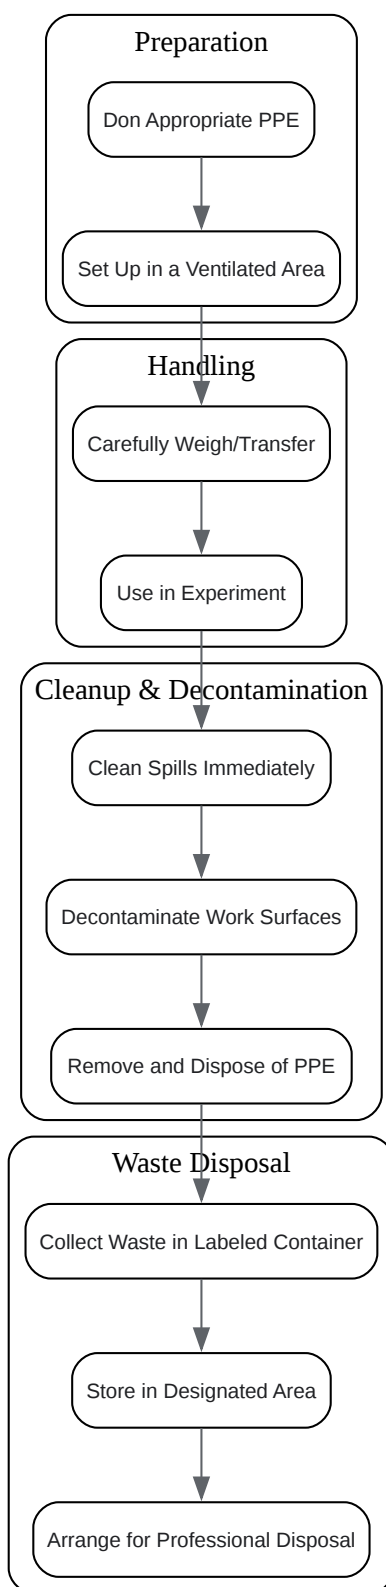 Preparation
Don Appropriate PPE
Set Up in a Ventilated Area
Handling
Carefully Weigh/Transfer
Use in Experiment
Cleanup & Decontamination
Clean Spills Immediately
Decontaminate Work Surfaces
Remove and Dispose of PPE
Waste Disposal
Collect Waste in Labeled Container
Store in Designated Area
Arrange for Professional Disposal